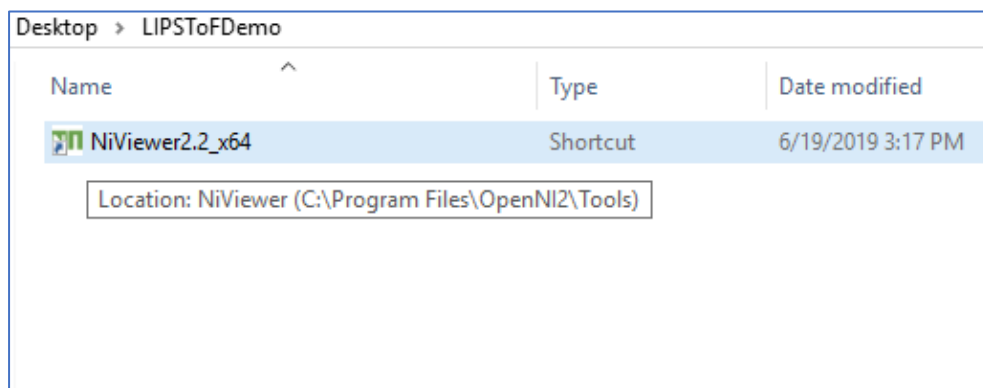 Desktop > LIPSToFDemo
Name Type Date modified
NiViewer2.2_x64 Shortcut 6/19/2019 3:17 PM
Location: NiViewer (C:\Program Files\OpenNI2\Tools)